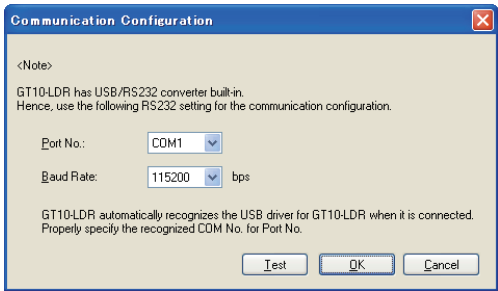 Communication Configuration
<Note>
GT10-LDR has USB/RS232 converter built-in.
Hence, use the following RS232 setting for the communication configuration.
Port No.: COM1
Baud Rate: 115200 bps
GT10-LDR automatically recognizes the USB driver for GT10-LDR when it is connected.
Properly specify the recognized COM No. for Port No.
Test OK Cancel